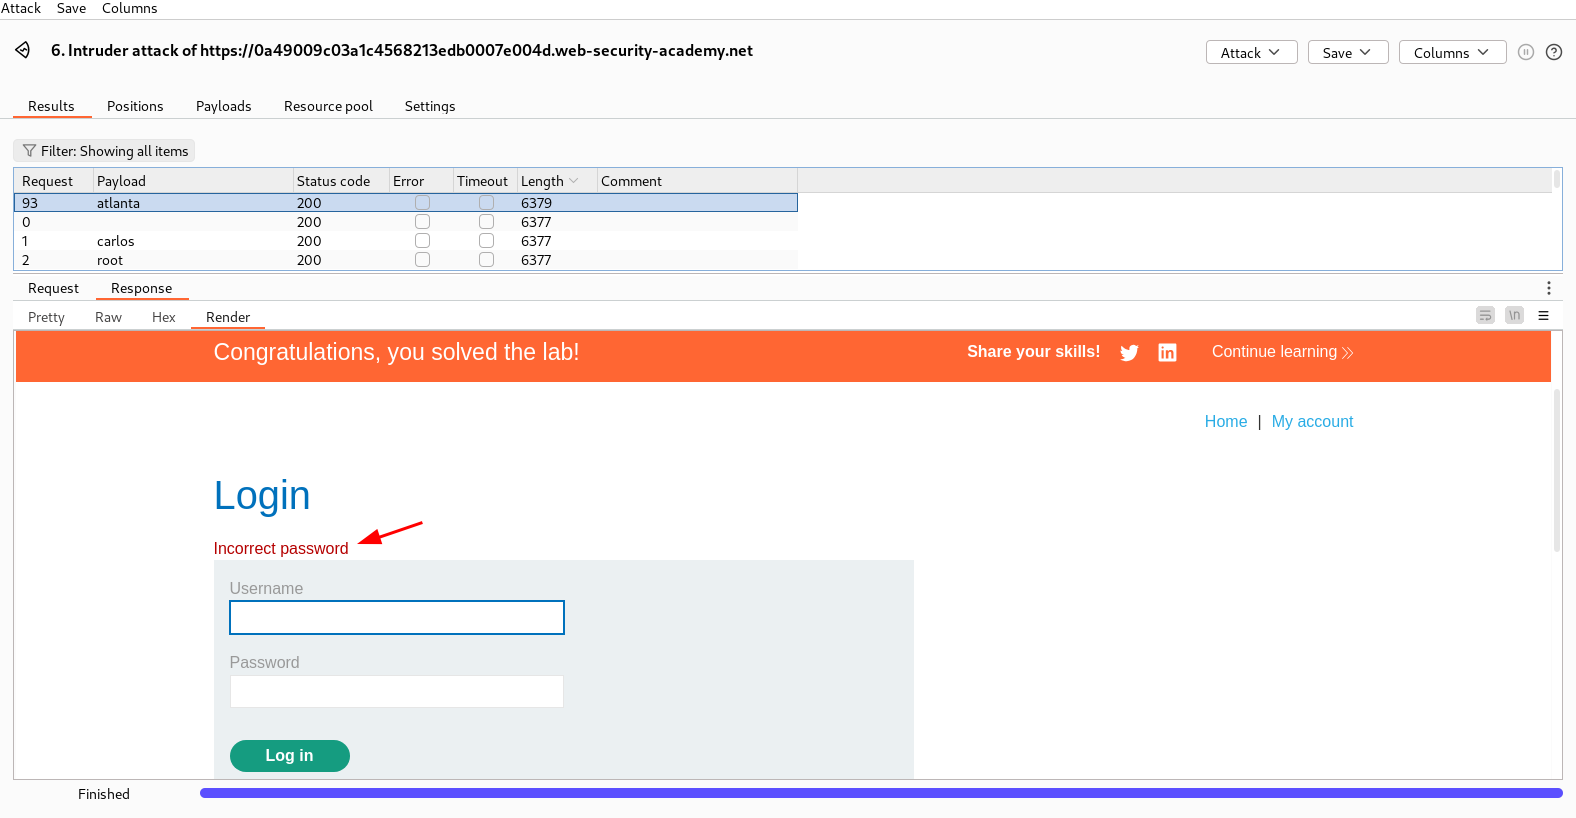 Attack Save Columns
6. Intruder attack of https://0a49009c03a1c4568213edb0007e004d.web-security-academy.net
Attack Save Columns
Results Positions Payloads Resource pool Settings
Filter: Showing all items
Request Payload Status code Error Timeout Length Comment
93 atlanta 200 6379
0 200 6377
1 carlos 200 6377
2 root 200 6377
Request Response
Pretty Raw Hex Render
\n
Congratulations, you solved the lab! Share your skills! Continue learning
Home | My account
Login
Incorrect password
Username
Password
Log in
Finished